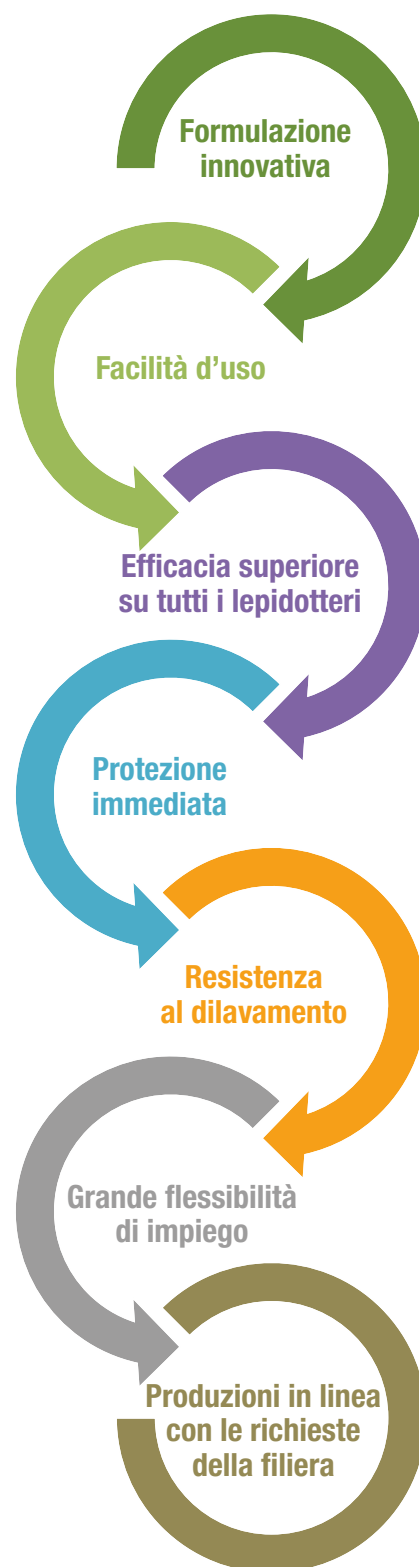 Formulazione
innovativa
Facilità d’uso
Efficacia superiore
su tutti i lepidotteri
Protezione
immediata
Resistenza
al dilavamento
Grande flessibilità
di impiego
Produzioni in linea
con le richieste
della filiera